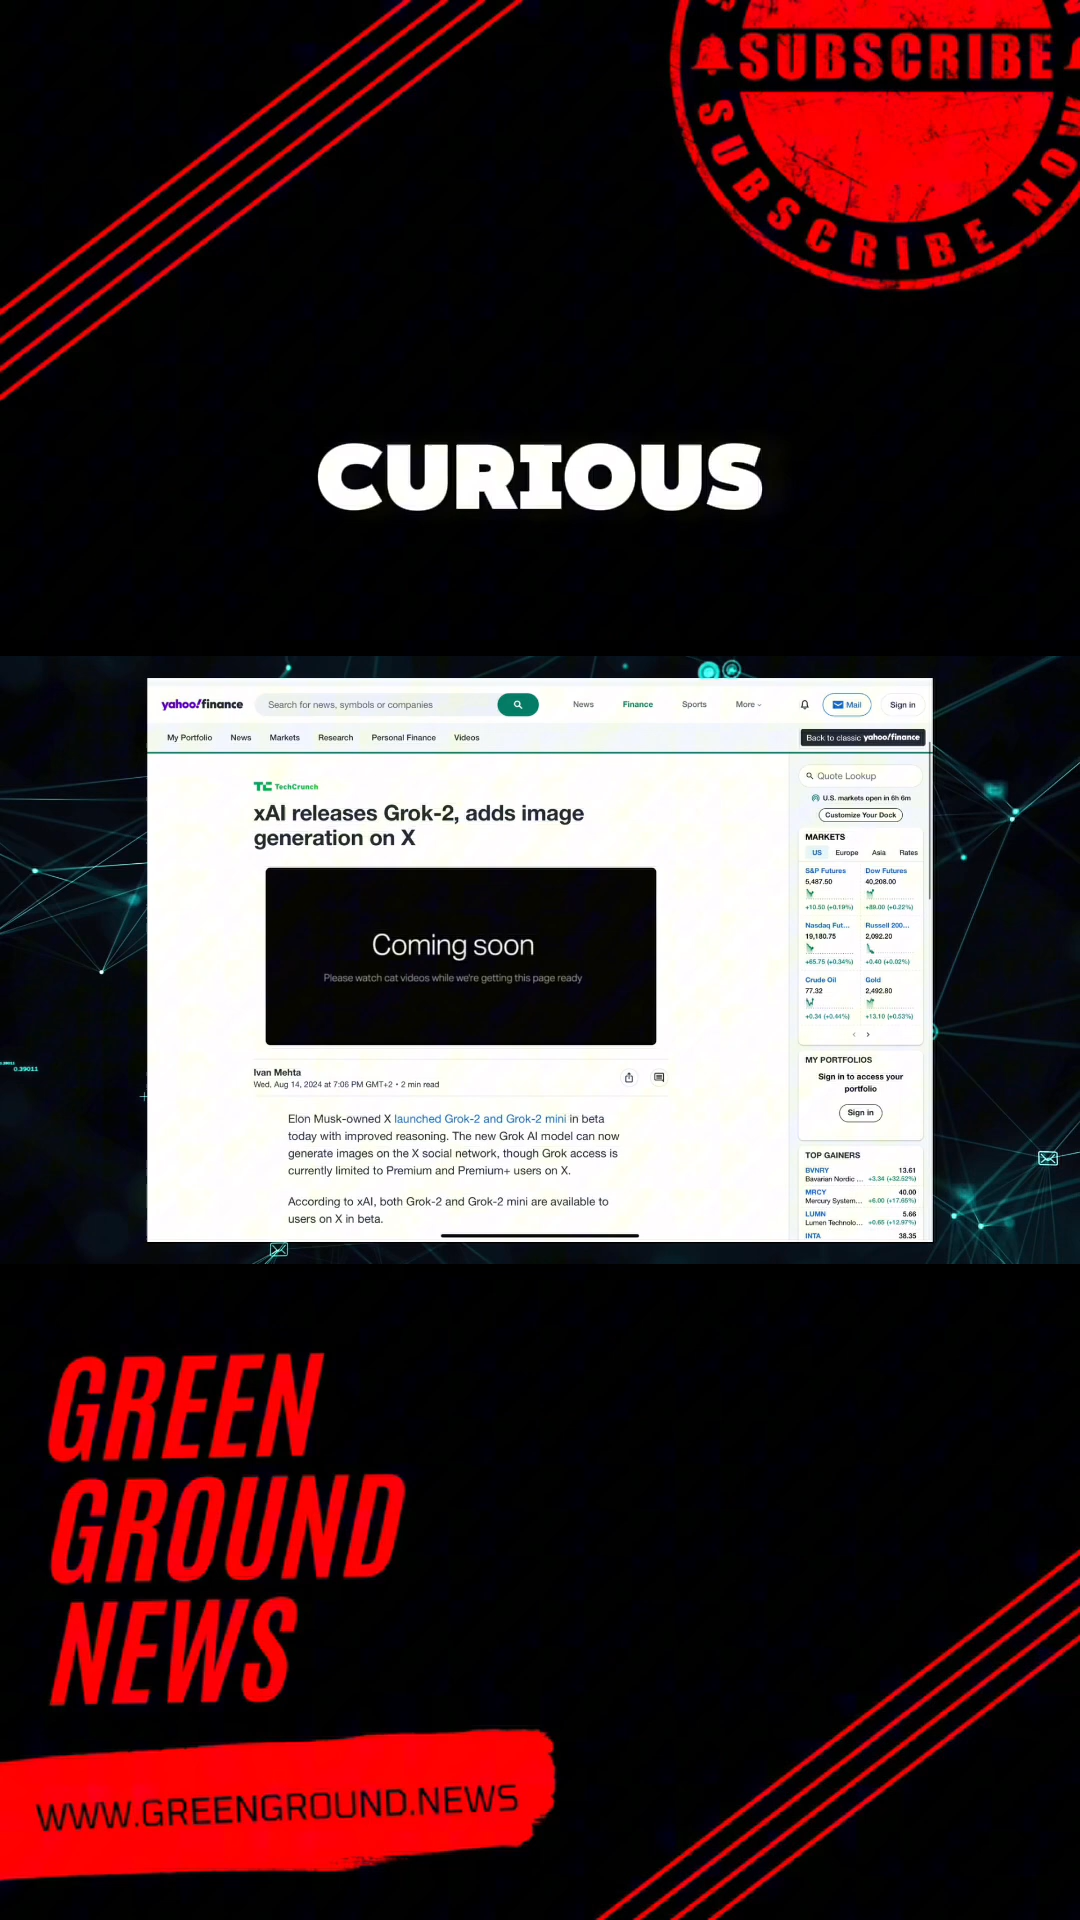 SUBSCRIBE
SUBSCRIBE NOW
CURIOUS
yahoo!finance
Search for news, symbols or companies
News
Finance
Sports
More
Mail
Sign in
My Portfolio
News
Markets
Research
Personal Finance
Videos
Back to classic yahoo!finance
TC TechCrunch
xAI releases Grok-2, adds image
generation on X
Coming soon
Please watch cat videos while we're getting this page ready
Ivan Mehta
Wed, Aug 14, 2024 at 7:06 PM GMT+2 • 2 min read
Elon Musk-owned X launched Grok-2 and Grok-2 mini in beta
today with improved reasoning. The new Grok AI model can now
generate images on the X social network, though Grok access is
currently limited to Premium and Premium+ users on X.
According to xAI, both Grok-2 and Grok-2 mini are available to
users on X in beta.
Quote Lookup
U.S. markets open in 6h 6m
Customize Your Dock
MARKETS
US Europe Asia Rates
S&P Futures
5,487.50
+10.50 (+0.19%)
Dow Futures
40,208.00
+89.00 (+0.22%)
Nasdaq Fut...
19,180.75
+65.75 (+0.34%)
Russell 200...
2,092.20
+0.40 (+0.02%)
Crude Oil
77.32
+0.34 (+0.44%)
Gold
2,492.80
+13.10 (+0.53%)
MY PORTFOLIOS
Sign in to access your
portfolio
Sign in
TOP GAINERS
BVNRY 13.61
Bavarian Nordic ... +3.34 (+32.52%)
MRCY 40.00
Mercury System... +6.00 (+17.65%)
LUMN 5.66
Lumen Technolo... +0.65 (+12.97%)
INTA 38.35
0.39011
GREEN
GROUND
NEWS
WWW.GREENGROUND.NEWS